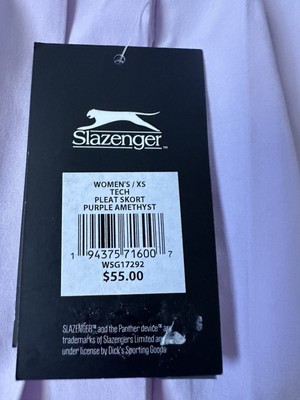 Slazenger™
WOMEN'S / XS
TECH
PLEAT SKORT
PURPLE AMETHYST
1 94375 71600 7
WSG17292
$55.00
SLAZENGER™ and the Panther device™ are
trademarks of Slazengers Limited and
under license by Dick's Sporting Goods